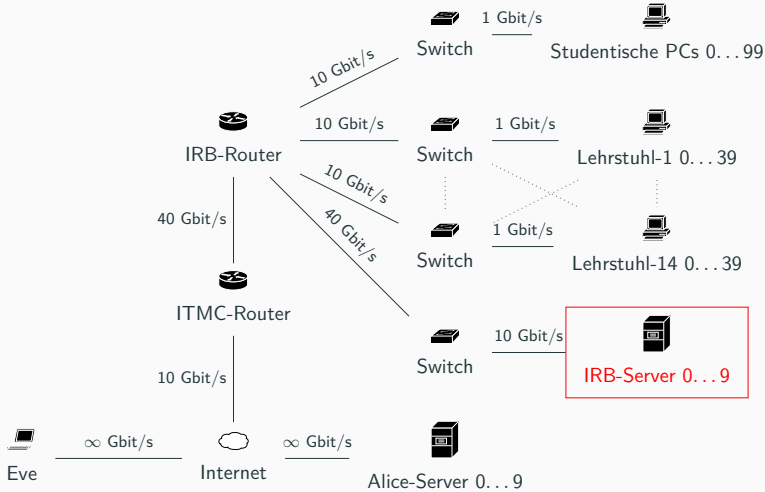 1 Gbit/s
Switch
Studentische PCs 0...99
10 Gbit/s
IRB-Router
10 Gbit/s
Switch
1 Gbit/s
Lehrstuhl-1 0...39
10 Gbit/s
40 Gbit/s
40 Gbit/s
Switch
1 Gbit/s
Lehrstuhl-14 0...39
ITMC-Router
Switch
10 Gbit/s
IRB-Server 0...9
10 Gbit/s
Eve
∞ Gbit/s
Internet
∞ Gbit/s
Alice-Server 0...9